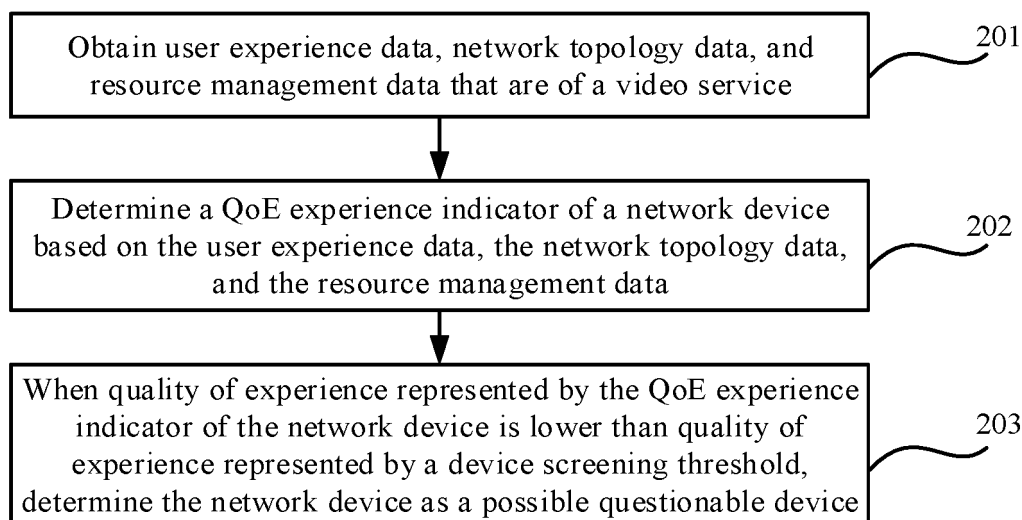 Obtain user experience data, network topology data, and
resource management data that are of a video service
201
Determine a QoE experience indicator of a network device
based on the user experience data, the network topology data,
and the resource management data
202
When quality of experience represented by the QoE experience
indicator of the network device is lower than quality of
experience represented by a device screening threshold,
determine the network device as a possible questionable device
203